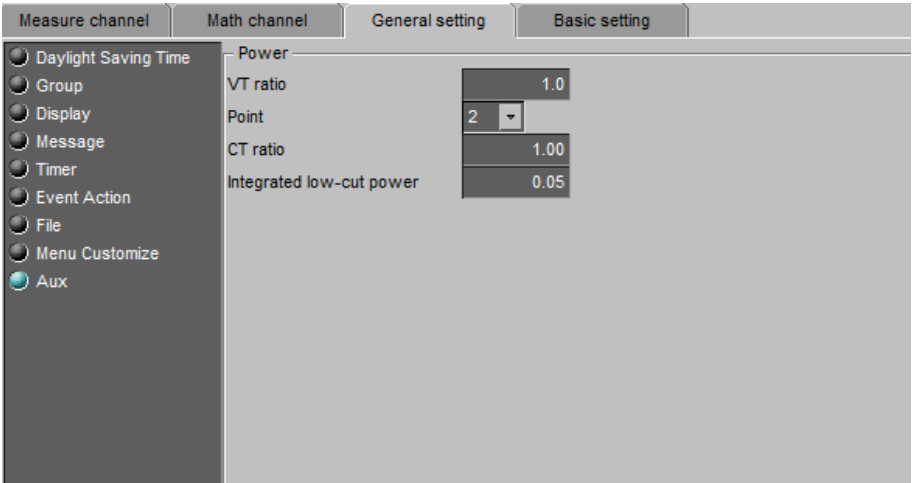 Measure channel Math channel General setting Basic setting
Daylight Saving Time
Group
Display
Message
Timer
Event Action
File
Menu Customize
Aux
Power
VT ratio 1.0
Point 2
CT ratio 1.00
Integrated low-cut power 0.05